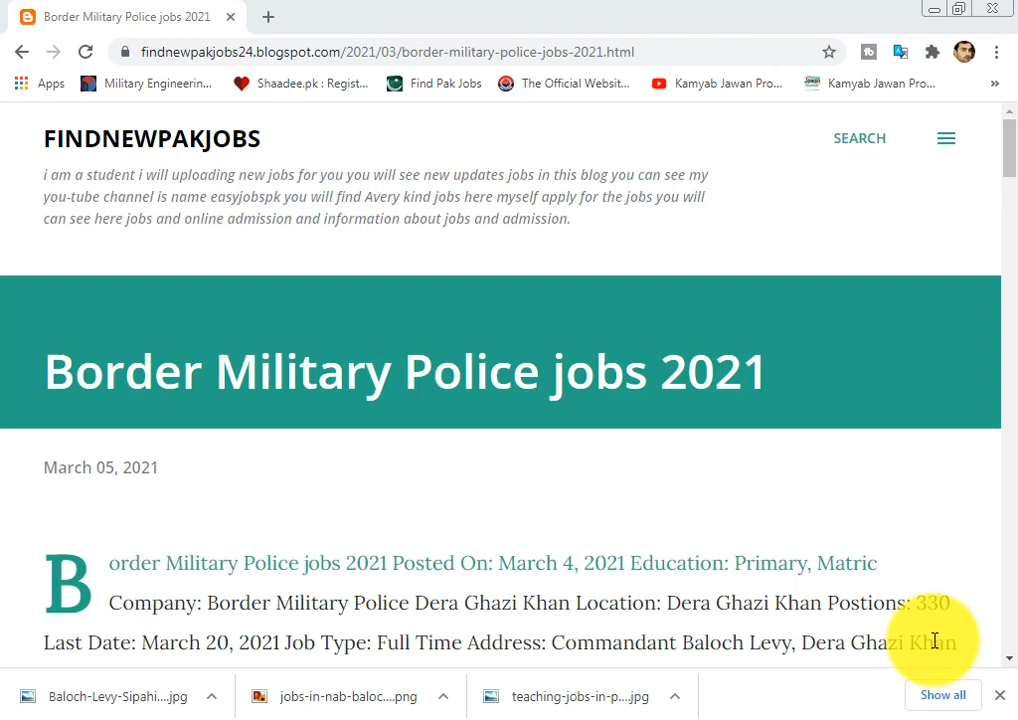 Border Military Police jobs 2021
findnewpakjobs24.blogspot.com/2021/03/border-military-police-jobs-2021.html
Apps Military Engineerin... Shaadee.pk : Regist... Find Pak Jobs The Official Websit... Kamyab Jawan Pro... Kamyab Jawan Pro... »
FINDNEWPAKJOBS
SEARCH
i am a student i will uploading new jobs for you you will see new updates jobs in this blog you can see my
you-tube channel is name easyjobspk you will find Avery kind jobs here myself apply for the jobs you will
can see here jobs and online admission and information about jobs and admission.
Border Military Police jobs 2021
March 05, 2021
Border Military Police jobs 2021 Posted On: March 4, 2021 Education: Primary, Matric
Company: Border Military Police Dera Ghazi Khan Location: Dera Ghazi Khan Postions: 330
Last Date: March 20, 2021 Job Type: Full Time Address: Commandant Baloch Levy, Dera Ghazi Khan
Baloch-Levy-Sipahi....jpg jobs-in-nab-baloc....png teaching-jobs-in-p....jpg Show all